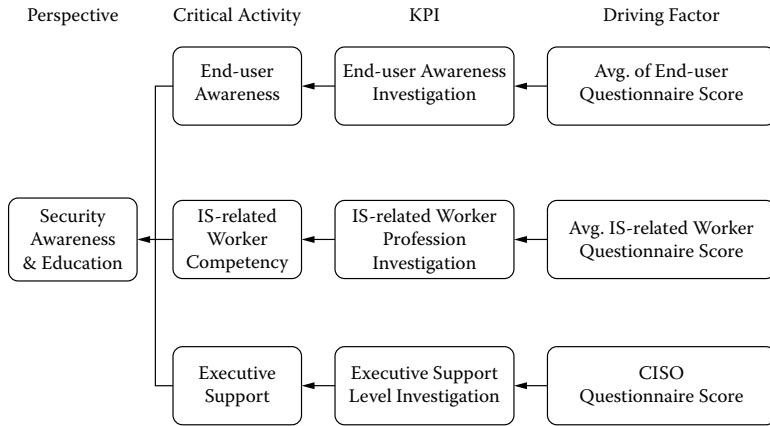 Perspective
Critical Activity
KPI
Driving Factor
End-user
Awareness
End-user Awareness
Investigation
Avg. of End-user
Questionnaire Score
Security
Awareness
& Education
IS-related
Worker
Competency
IS-related Worker
Profession
Investigation
Avg. IS-related Worker
Questionnaire Score
Executive
Support
Executive Support
Level Investigation
CISO
Questionnaire Score